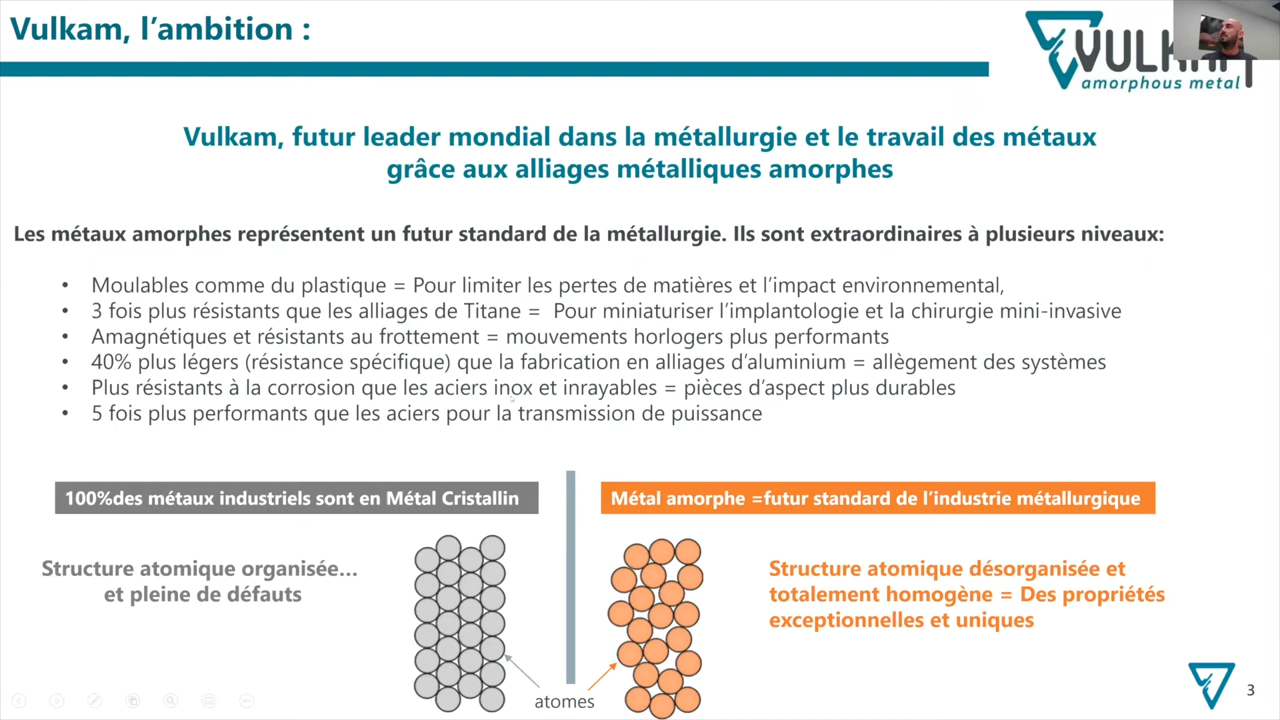 Vulkam, l’ambition :
VULKAM
amorphous metal
Vulkam, futur leader mondial dans la métallurgie et le travail des métaux
grâce aux alliages métalliques amorphes
Les métaux amorphes représentent un futur standard de la métallurgie. Ils sont extraordinaires à plusieurs niveaux:
• Moulables comme du plastique = Pour limiter les pertes de matières et l’impact environnemental,
• 3 fois plus résistants que les alliages de Titane = Pour miniaturiser l’implantologie et la chirurgie mini-invasive
• Amagnétiques et résistants au frottement = mouvements horlogers plus performants
• 40% plus légers (résistance spécifique) que la fabrication en alliages d’aluminium = allègement des systèmes
• Plus résistants à la corrosion que les aciers inox et inrayables = pièces d’aspect plus durables
• 5 fois plus performants que les aciers pour la transmission de puissance
100%des métaux industriels sont en Métal Cristallin
Métal amorphe =futur standard de l’industrie métallurgique
Structure atomique organisée…
et pleine de défauts
Structure atomique désorganisée et
totalement homogène = Des propriétés
exceptionnelles et uniques
atomes
3